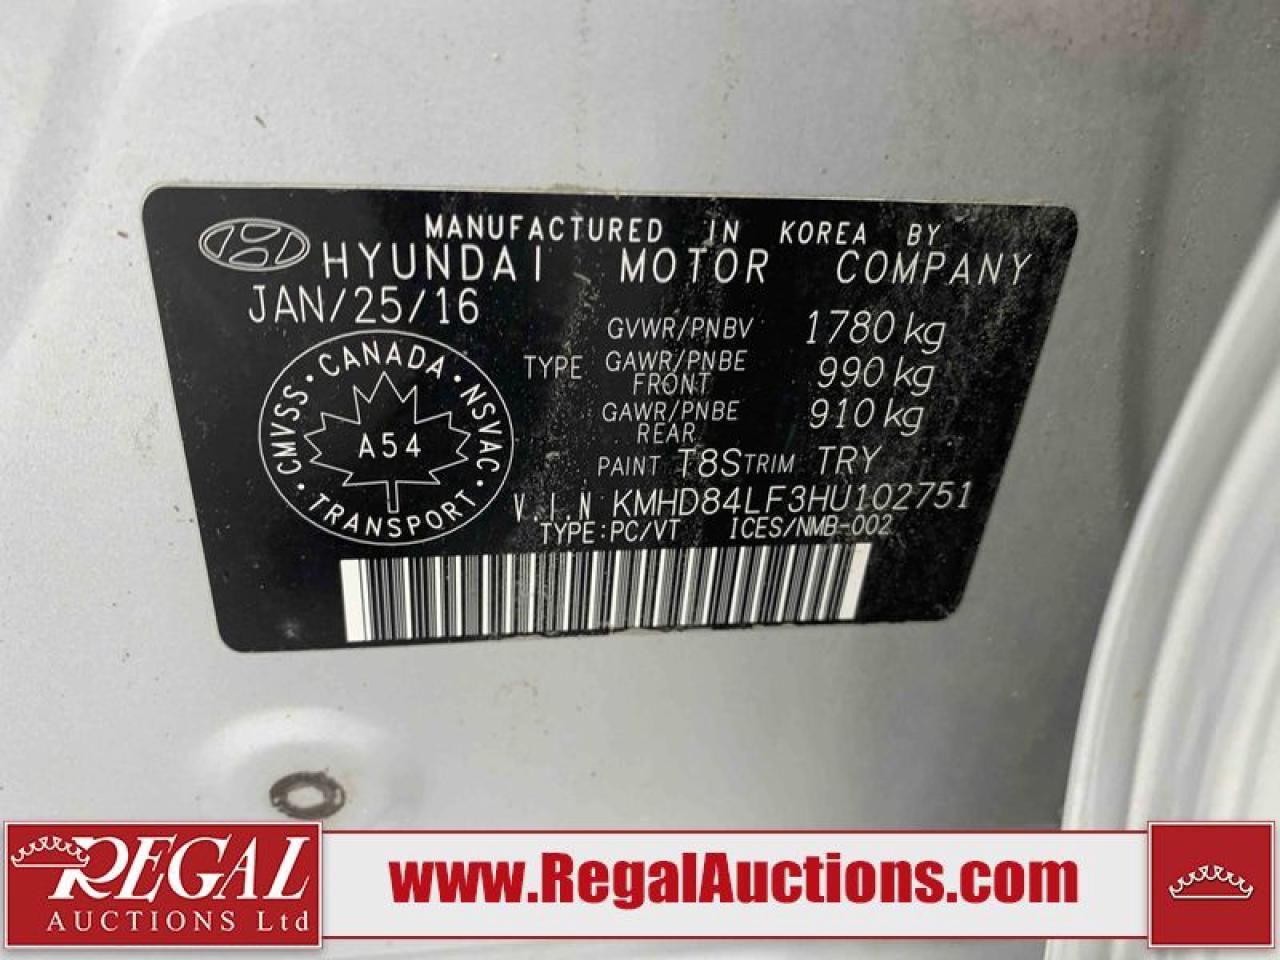 MANUFACTURED IN KOREA BY
HYUNDAI MOTOR COMPANY
JAN/25/16
GVWR/PNBV 1780 kg
TYPE GAWR/PNBE FRONT 990 kg
GAWR/PNBE REAR 910 kg
PAINT T8S TRIM TRY
V.I.N KMHD84LF3HU102751
TYPE:PC/VT ICES/NMB-002
CMVSS · CANADA · NSVAC · TRANSPORT ·
A54
REGAL
AUCTIONS Ltd
www.RegalAuctions.com